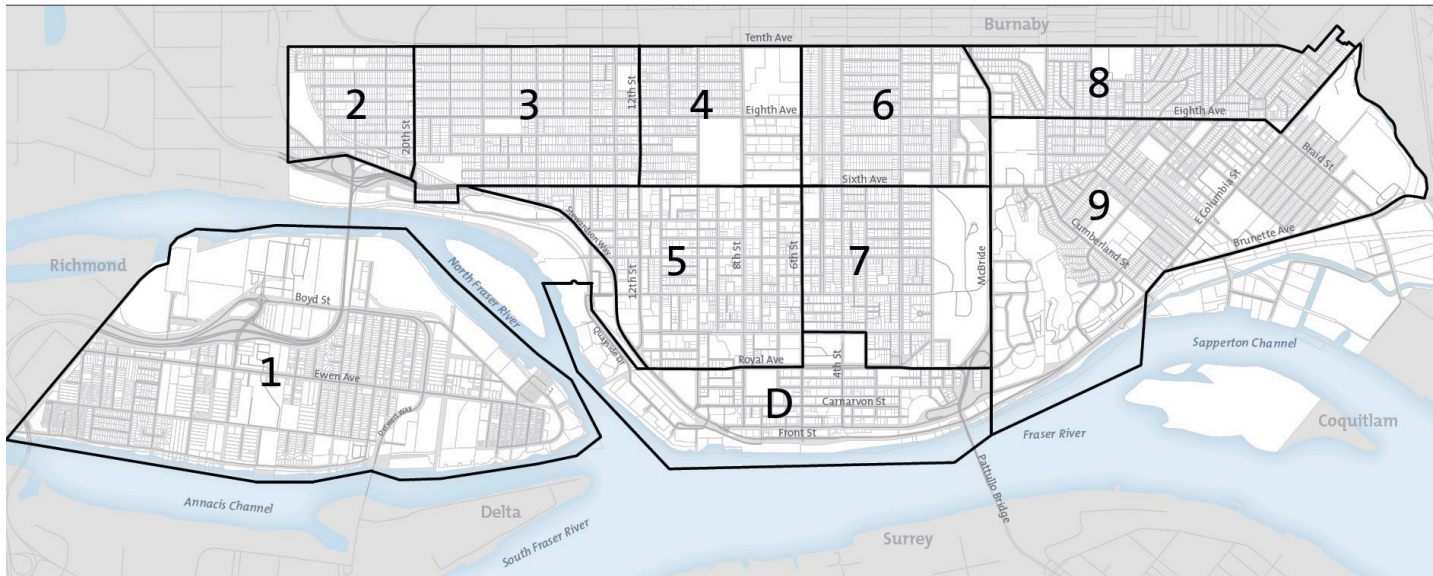 Burnaby
Tenth Ave
2
3
4
6
8
20th St
12th St
Eighth Ave
Eighth Ave
Sixth Ave
Braid St
9
E Columbia St
Cumberland St
Brunette Ave
Richmond
1
Boyd St
Ewen Ave
Derwent Way
North Fraser River
Stewardson Way
5
12th St
8th St
6th St
7
McBride
Quayside Dr
Royal Ave
4th St
D
Carnarvon St
Front St
Sapperton Channel
Coquitlam
Fraser River
Pattullo Bridge
Annacis Channel
Delta
South Fraser River
Surrey